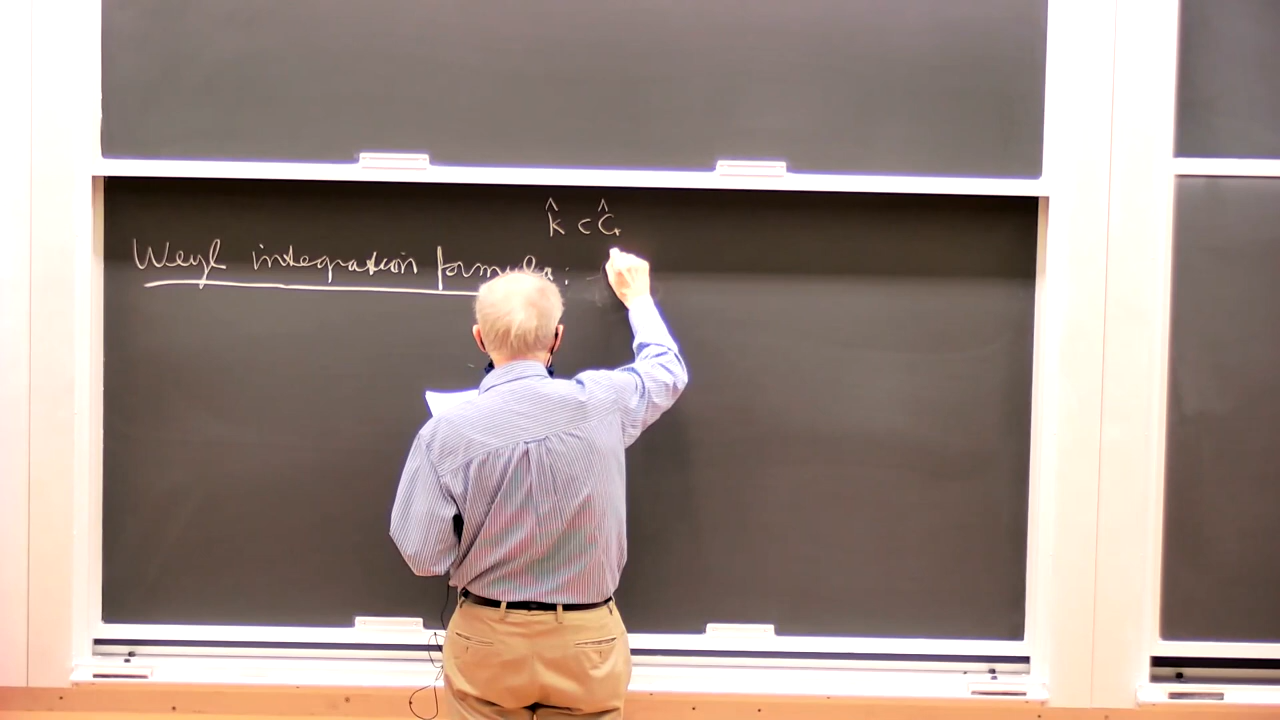 k̂ ⊂ Ĝ
Weyl integration formula: